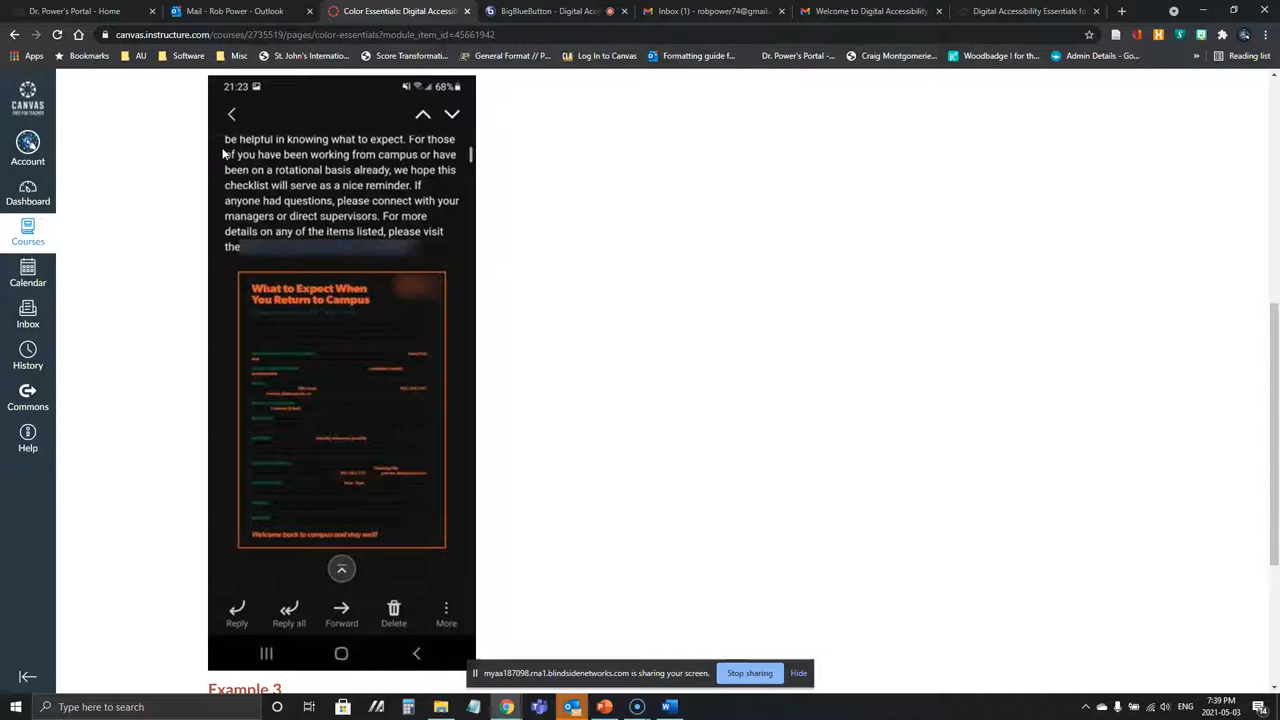 Dr. Power's Portal - Home
Mail - Rob Power - Outlook
Color Essentials: Digital Accessib
BigBlueButton - Digital Acce
Inbox (1) - robpower74@gmail.
Welcome to Digital Accessibility
Digital Accessibility Essentials fo
canvas.instructure.com/courses/2735519/pages/color-essentials?module_item_id=45661942
Apps
Bookmarks
AU
Software
Misc
St. John's Internatio...
Score Transformatio...
Getting Started - g...
Log In to Canvas
Formatting guide f...
Dr. Power's Portal -...
Craig Montgomerie...
Woodbadge I for th...
Admin Details - Go...
»
Reading list
CANVAS
FREE FOR TEACHER
Account
Dashboard
Courses
Calendar
Inbox
History
Commons
Help
21:23
68%
be helpful in knowing what to expect. For those
of you have been working from campus or have
been on a rotational basis already, we hope this
checklist will serve as a nice reminder. If
anyone had questions, please connect with your
managers or direct supervisors. For more
details on any of the items listed, please visit
the
What to Expect When
You Return to Campus
Welcome back to campus and stay well!
Reply
Reply all
Forward
Delete
More
Example 3
myaa187098.rna1.blindsidenetworks.com is sharing your screen.
Stop sharing
Hide
Type here to search
ENG
7:39 PM
2021-05-03